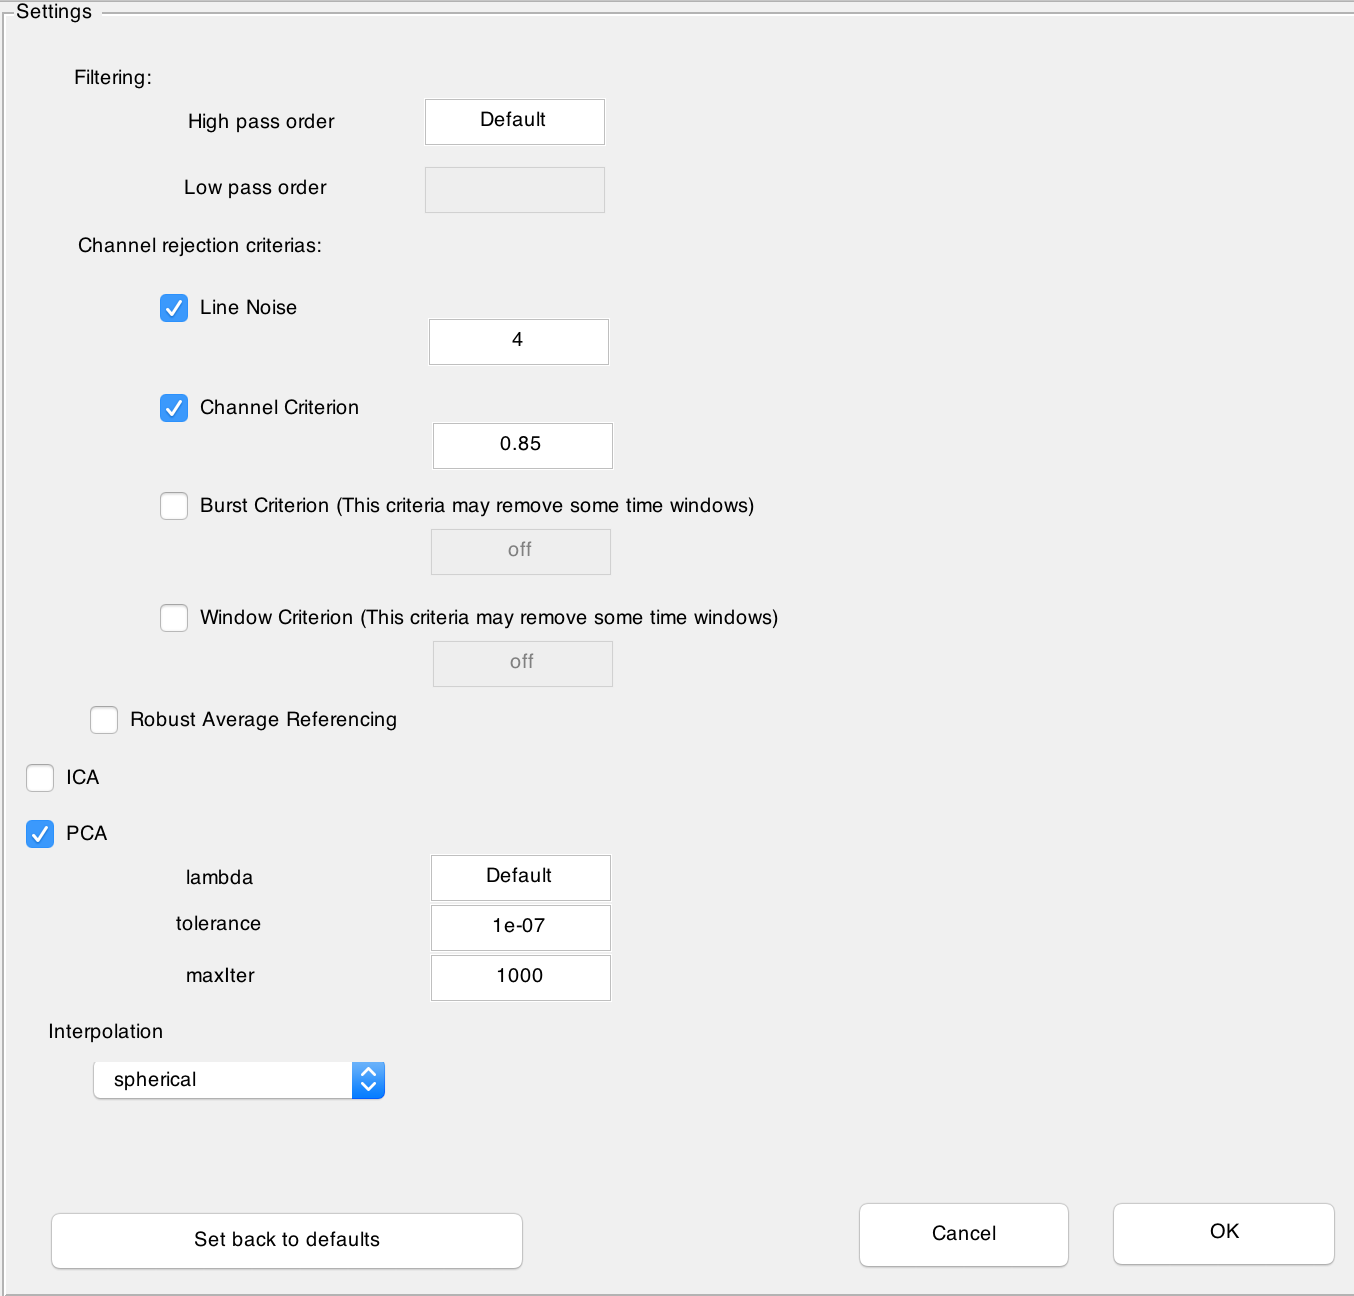 Settings
Filtering:
High pass order
Default
Low pass order
Channel rejection criterias:
Line Noise
4
Channel Criterion
0.85
Burst Criterion (This criteria may remove some time windows)
off
Window Criterion (This criteria may remove some time windows)
off
Robust Average Referencing
ICA
PCA
lambda
Default
tolerance
1e-07
maxIter
1000
Interpolation
spherical
Set back to defaults
Cancel
OK